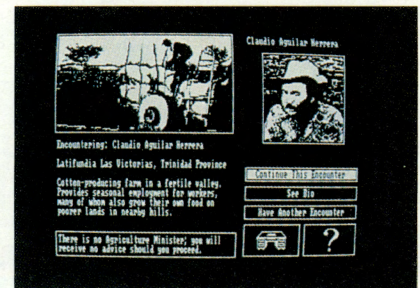 Claudio Aguilar Herrera
Encountering: Claudio Aguilar Herrera
Latifundia Las Victorias, Trinidad Province
Cotton-producing farm in a fertile valley.
Provides seasonal employment for workers,
many of whom also grow their own food on
poorer lands in nearby hills.
There is no Agriculture Minister; you will
receive no advice should you proceed.
Continue This Encounter
See Bio
Have Another Encounter
?